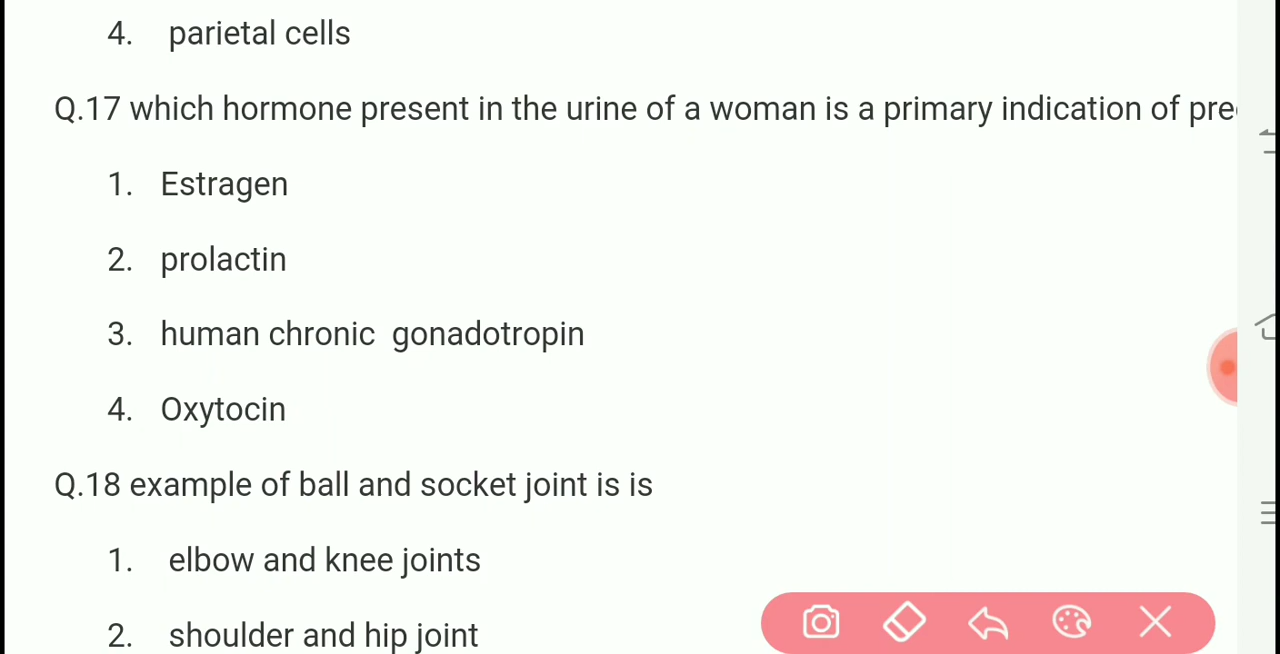 4. parietal cells
Q.17 which hormone present in the urine of a woman is a primary indication of pre
1. Estragen
2. prolactin
3. human chronic gonadotropin
4. Oxytocin
Q.18 example of ball and socket joint is is
1. elbow and knee joints
2. shoulder and hip joint